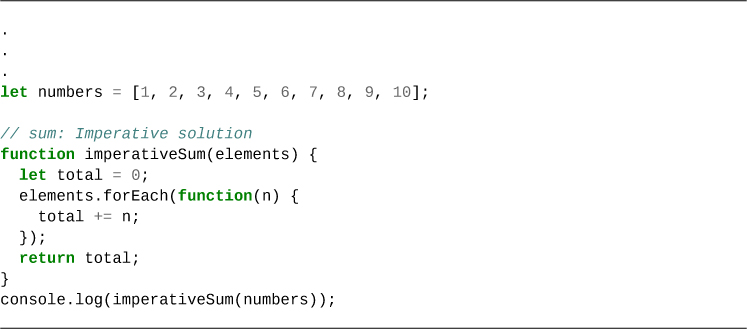 .
.
.
let numbers = [1, 2, 3, 4, 5, 6, 7, 8, 9, 10];

// sum: Imperative solution
function imperativeSum(elements) {
  let total = 0;
  elements.forEach(function(n) {
    total += n;
  });
  return total;
}
console.log(imperativeSum(numbers));